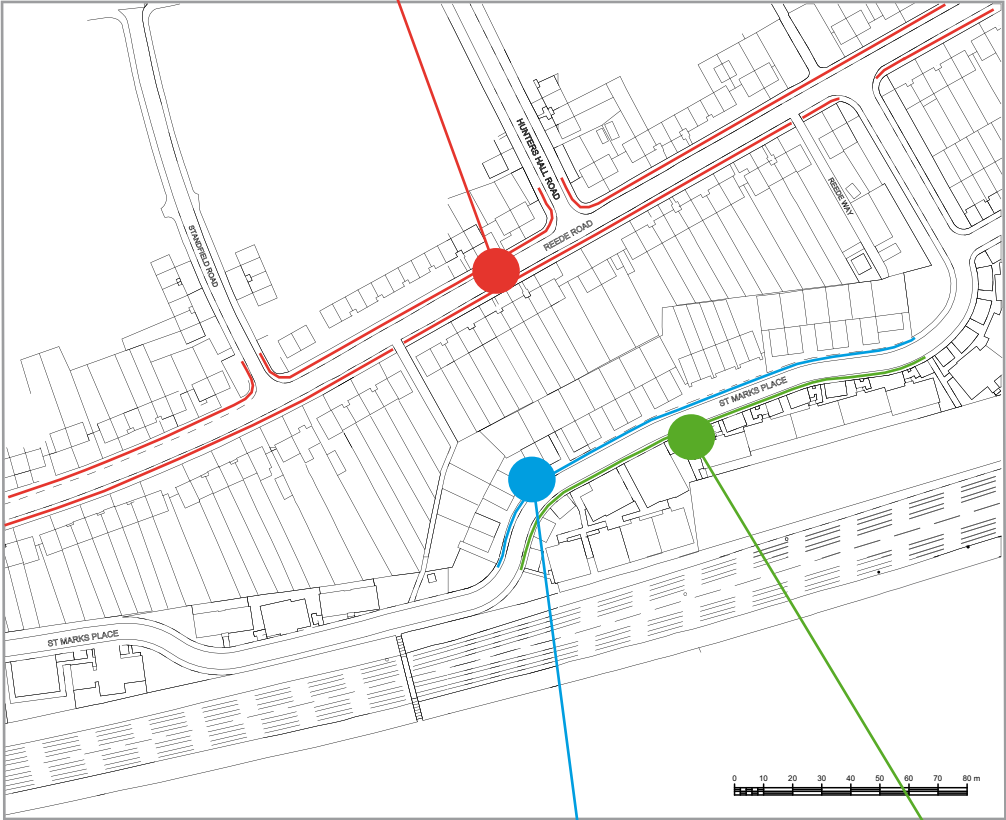 HUNTERS HALL ROAD
REEDE WAY
STANDFIELD ROAD
REEDE ROAD
ST MARKS PLACE
ST MARKS PLACE
0 10 20 30 40 50 60 70 80 m